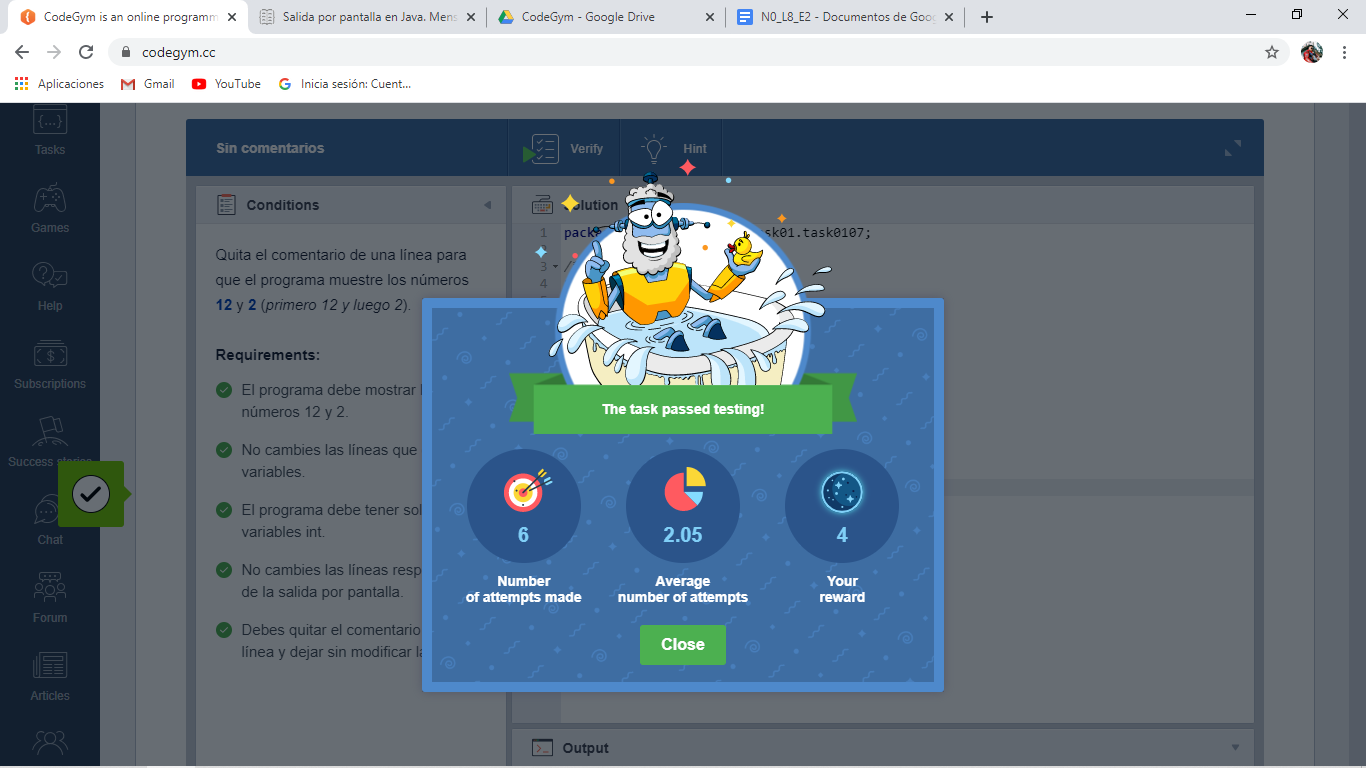 CodeGym is an online programm
Salida por pantalla en Java. Mens
CodeGym - Google Drive
N0_L8_E2 - Documentos de Goog
codegym.cc
Aplicaciones
Gmail
YouTube
Inicia sesión: Cuent...
Tasks
Games
Help
Subscriptions
Success stories
Chat
Forum
Articles
Sin comentarios
Verify
Hint
Conditions
Quita el comentario de una línea para
que el programa muestre los números
12 y 2 (primero 12 y luego 2).
Requirements:
El programa debe mostrar l
números 12 y 2.
No cambies las líneas que
variables.
El programa debe tener sol
variables int.
No cambies las líneas resp
de la salida por pantalla.
Debes quitar el comentario
línea y dejar sin modificar la
Solution
1 packa sk01.task0107;
3 /
4
The task passed testing!
6
Number
of attempts made
2.05
Average
number of attempts
4
Your
reward
Close
Output